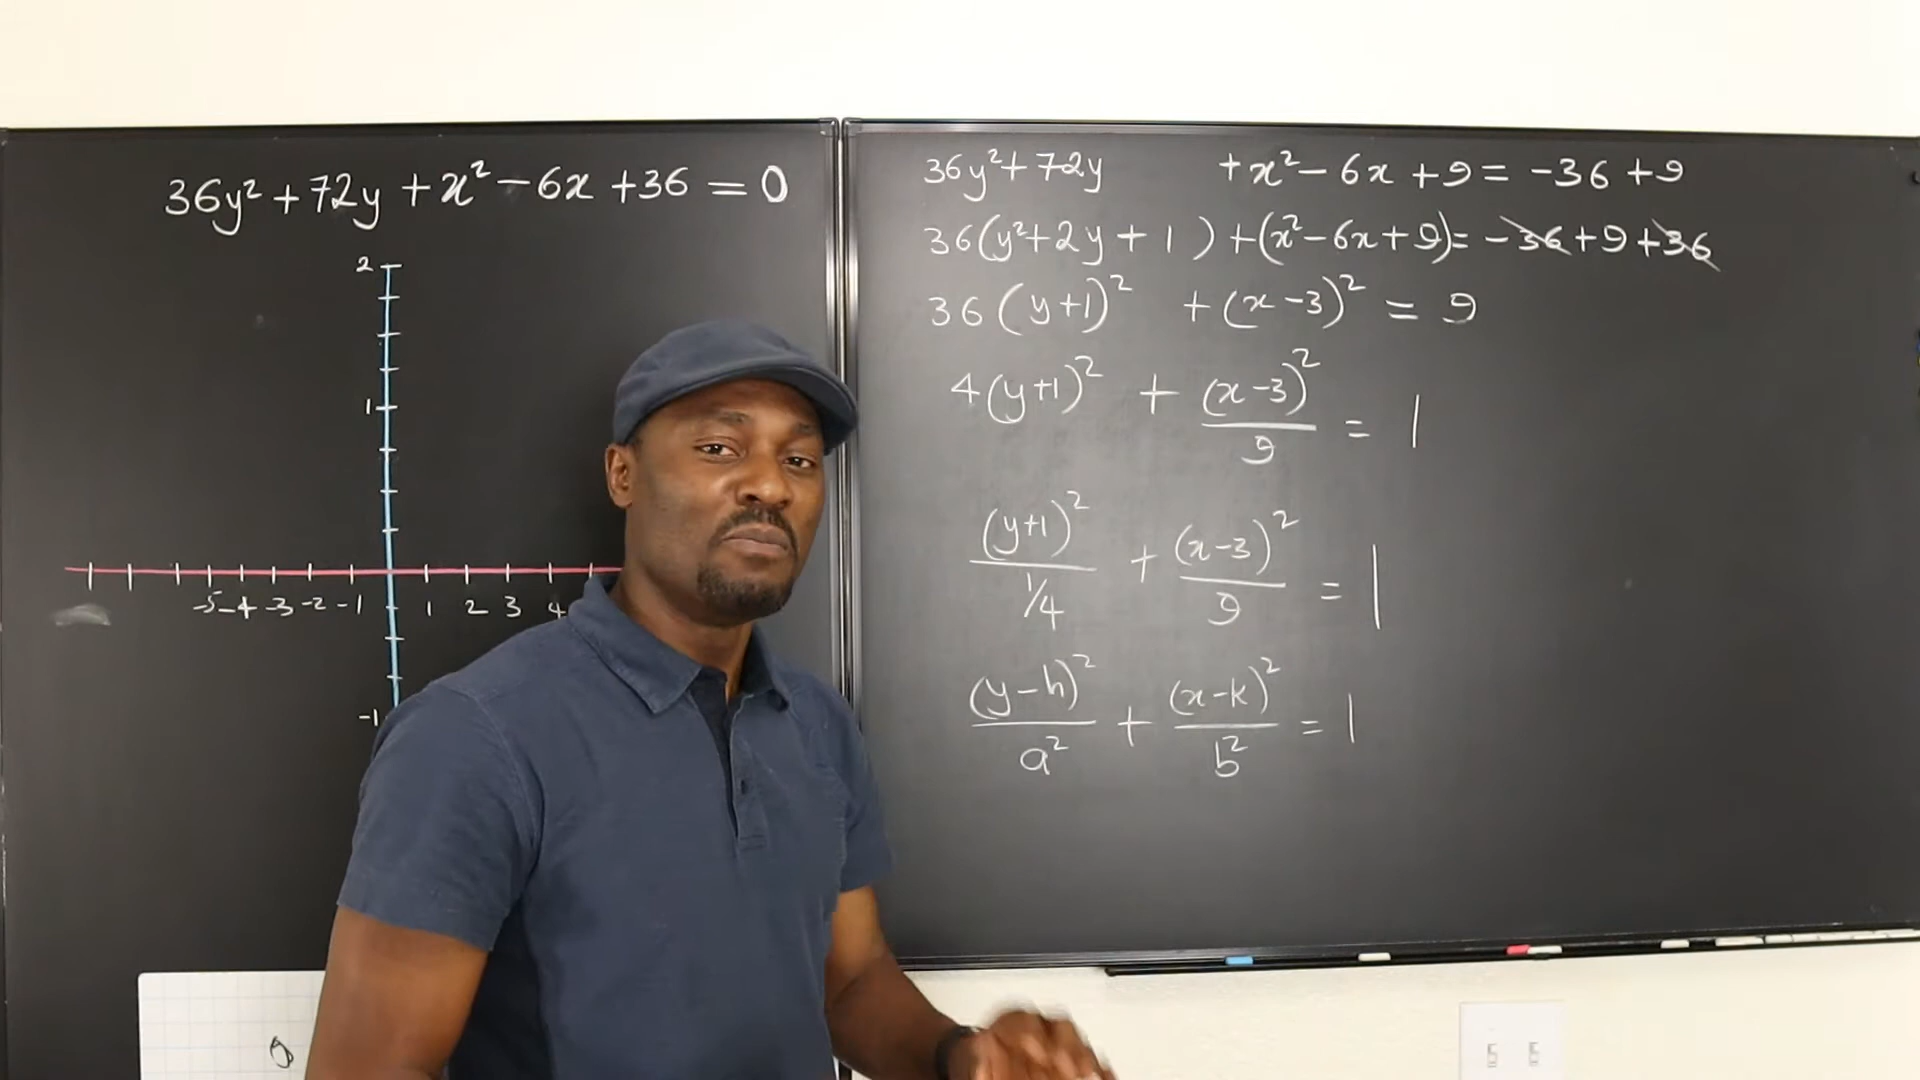 36y² + 72y + x² − 6x + 36 = 0
2
1
-5 -4 -3 -2 -1 1 2 3 4
-1
36y² + 72y + x² − 6x + 9 = −36 + 9
36(y² + 2y + 1) + (x² − 6x + 9) = −36 + 9 + 36
36(y+1)² + (x−3)² = 9
4(y+1)² + (x−3)²/9 = 1
(y+1)²/¼ + (x−3)²/9 = 1
(y−h)²/a² + (x−k)²/b² = 1